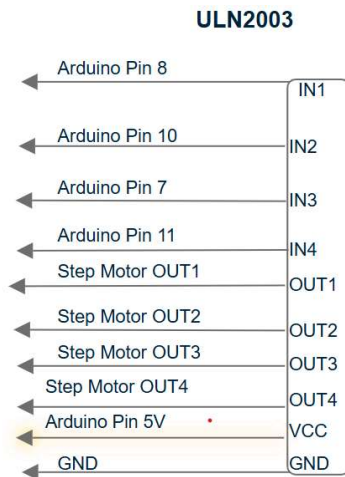 ULN2003
Arduino Pin 8
IN1
Arduino Pin 10
IN2
Arduino Pin 7
IN3
Arduino Pin 11
IN4
Step Motor OUT1
OUT1
Step Motor OUT2
OUT2
Step Motor OUT3
OUT3
Step Motor OUT4
OUT4
Arduino Pin 5V
VCC
GND
GND